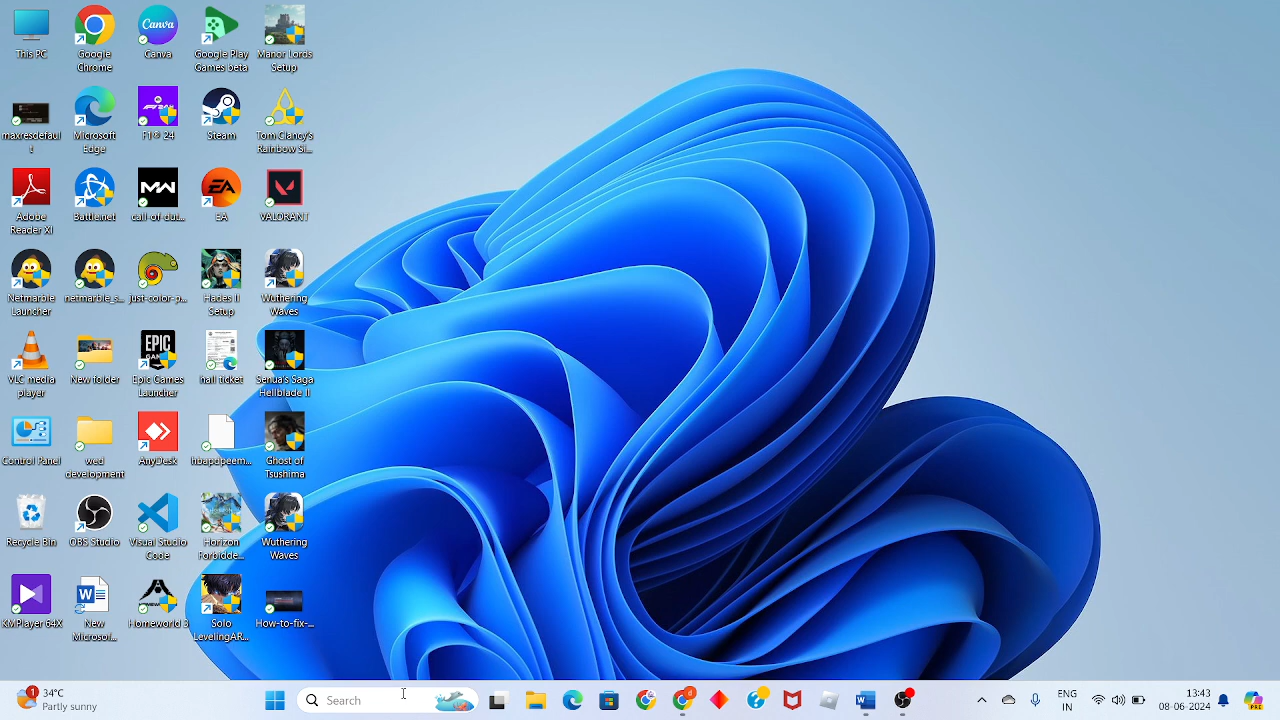 This PC
Google
Chrome
Canva
Google Play
Games beta
Manor Lords
Setup
maxresdefaul
t
Microsoft
Edge
F1® 24
Steam
Tom Clancy's
Rainbow Si...
Adobe
Reader XI
Battle.net
call-of-dut...
EA
VALORANT
Netmarble
Launcher
netmarble_s...
just-color-p...
Hades II
Setup
Wuthering
Waves
VLC media
player
New folder
Epic Games
Launcher
hall ticket
Senua's Saga
Hellblade II
Control Panel
wed
development
AnyDesk
hbapdpeem...
Ghost of
Tsushima
Recycle Bin
OBS Studio
Visual Studio
Code
Horizon
Forbidde...
Wuthering
Waves
KMPlayer 64X
New
Microsof...
Homeworld 3
Solo
LevelingAR...
How-to-fix-...
1
34°C
Partly sunny
Search
ENG
IN
13:43
08-06-2024